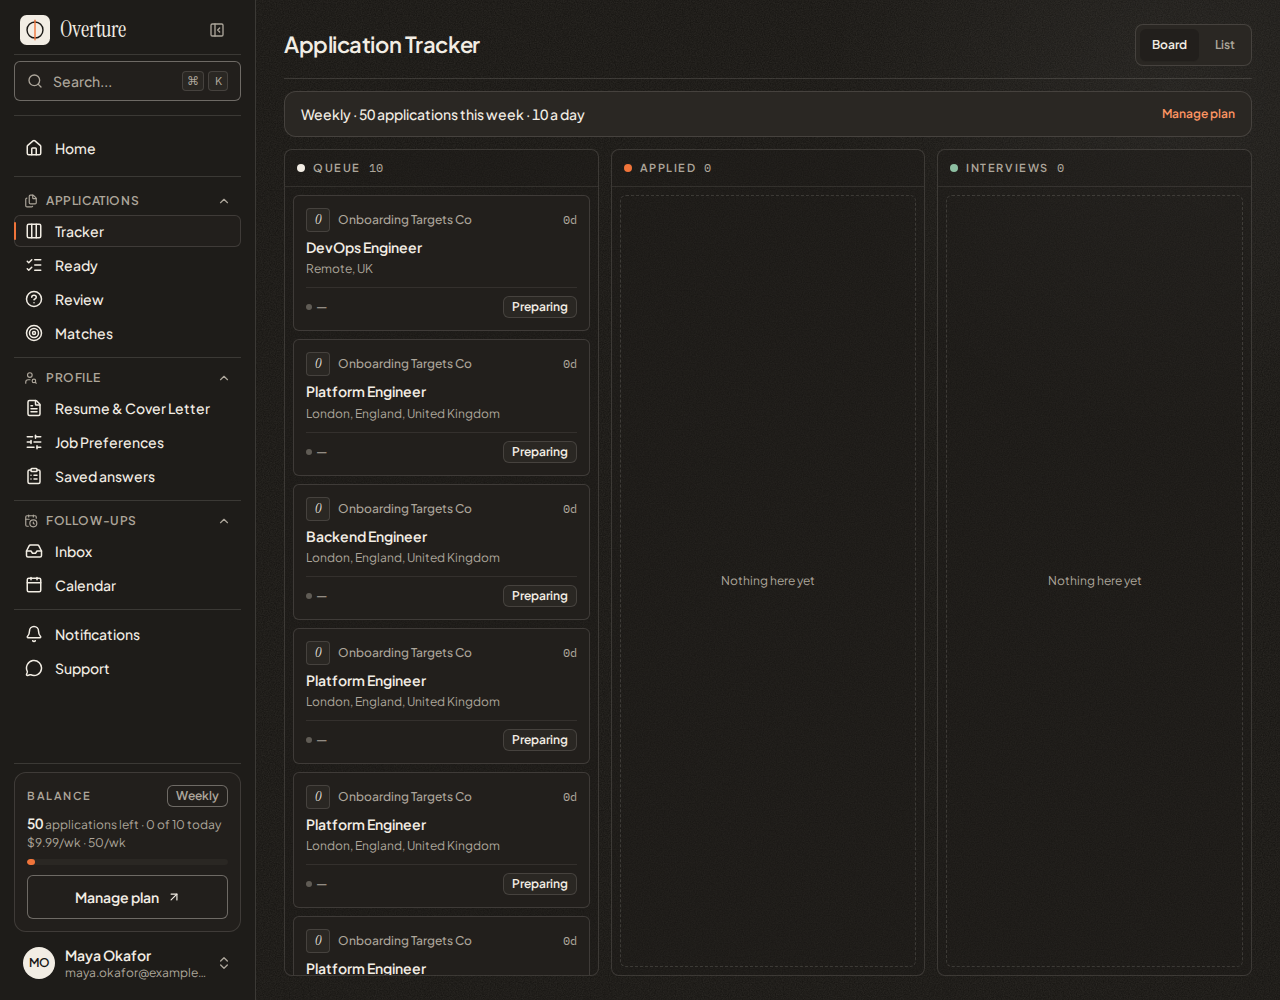 Overture
Search...
⌘ K
Home
APPLICATIONS
Tracker
Ready
Review
Matches
PROFILE
Resume & Cover Letter
Job Preferences
Saved answers
FOLLOW-UPS
Inbox
Calendar
Notifications
Support
BALANCE
Weekly
50 applications left · 0 of 10 today
$9.99/wk · 50/wk
Manage plan
MO
Maya Okafor
maya.okafor@example...
Application Tracker
Board
List
Weekly · 50 applications this week · 10 a day
Manage plan
QUEUE 10
O Onboarding Targets Co 0d
DevOps Engineer
Remote, UK
— Preparing
O Onboarding Targets Co 0d
Platform Engineer
London, England, United Kingdom
— Preparing
O Onboarding Targets Co 0d
Backend Engineer
London, England, United Kingdom
— Preparing
O Onboarding Targets Co 0d
Platform Engineer
London, England, United Kingdom
— Preparing
O Onboarding Targets Co 0d
Platform Engineer
London, England, United Kingdom
— Preparing
O Onboarding Targets Co 0d
Platform Engineer
APPLIED 0
Nothing here yet
INTERVIEWS 0
Nothing here yet